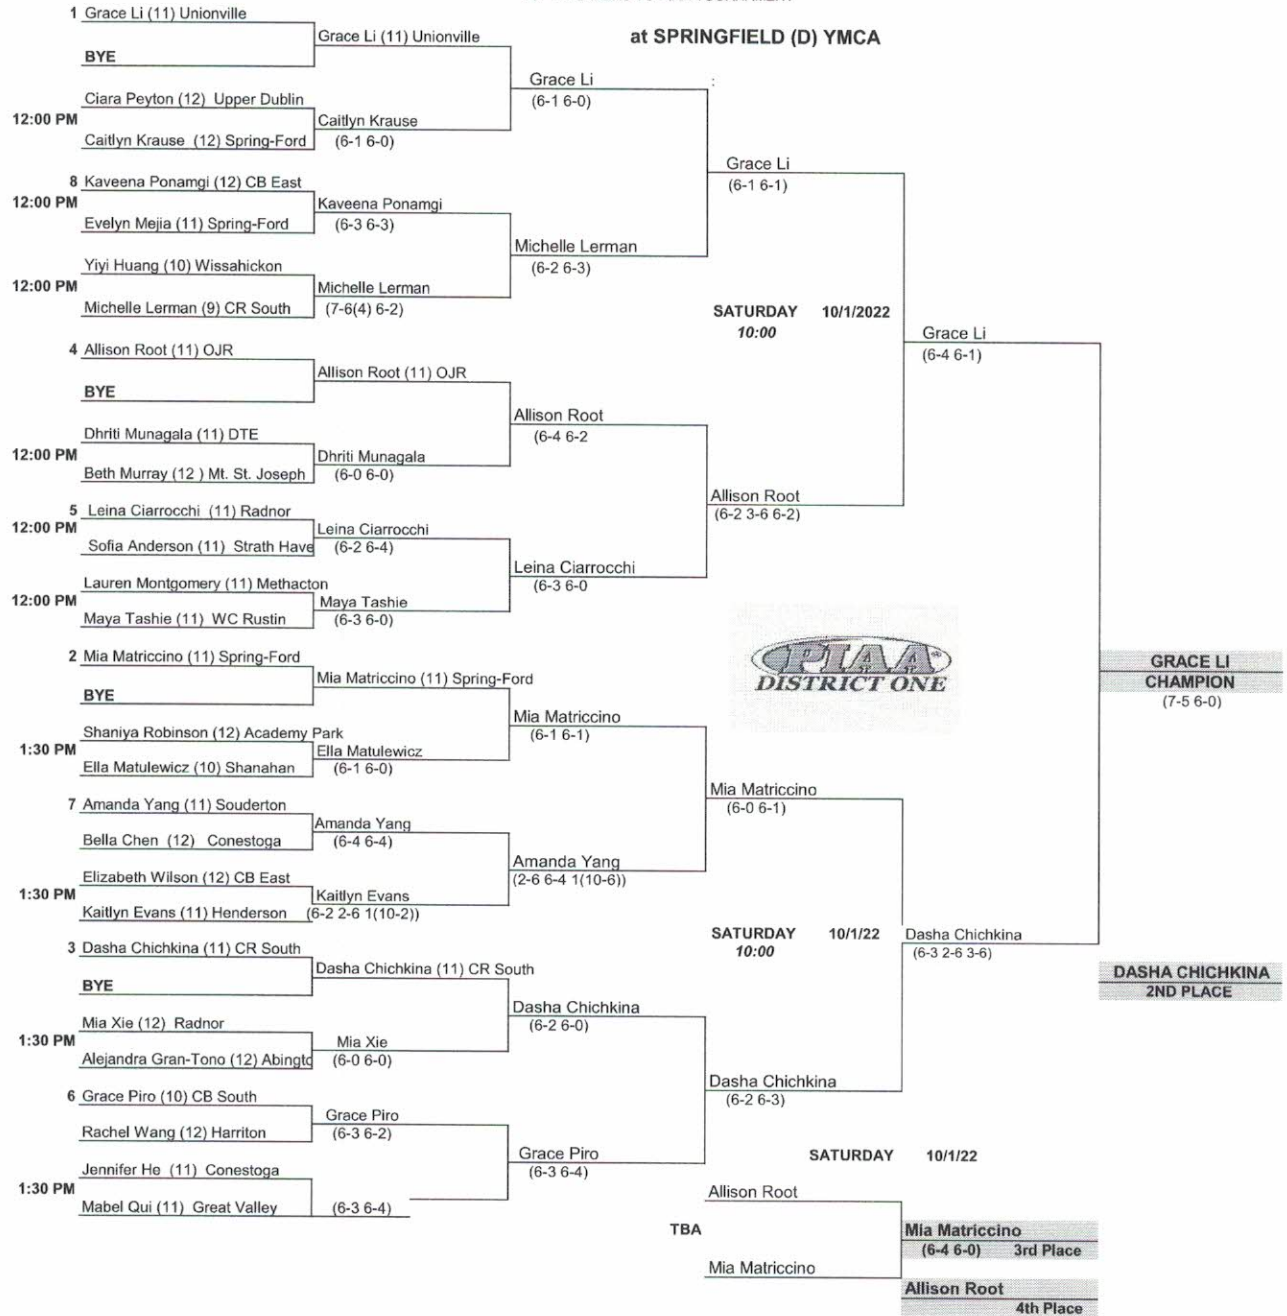 at SPRINGFIELD (D) YMCA
1 Grace Li (11) Unionville
BYE
Grace Li (11) Unionville
12:00 PM
Ciara Peyton (12) Upper Dublin
Caitlyn Krause (12) Spring-Ford
Caitlyn Krause
(6-1 6-0)
Grace Li
(6-1 6-0)
8 Kaveena Ponamgi (12) CB East
12:00 PM
Evelyn Mejia (11) Spring-Ford
Kaveena Ponamgi
(6-3 6-3)
Yiyi Huang (10) Wissahickon
12:00 PM
Michelle Lerman (9) CR South
Michelle Lerman
(7-6(4) 6-2)
Michelle Lerman
(6-2 6-3)
Grace Li
(6-1 6-1)
SATURDAY 10/1/2022
10:00
4 Allison Root (11) OJR
BYE
Allison Root (11) OJR
Dhriti Munagala (11) DTE
12:00 PM
Beth Murray (12 ) Mt. St. Joseph
Dhriti Munagala
(6-0 6-0)
Allison Root
(6-4 6-2
5 Leina Ciarrocchi (11) Radnor
12:00 PM
Sofia Anderson (11) Strath Have
Leina Ciarrocchi
(6-2 6-4)
Lauren Montgomery (11) Methacton
12:00 PM
Maya Tashie (11) WC Rustin
Maya Tashie
(6-3 6-0)
Leina Ciarrocchi
(6-3 6-0
Allison Root
(6-2 3-6 6-2)
Grace Li
(6-4 6-1)
PIAA®
DISTRICT ONE
2 Mia Matriccino (11) Spring-Ford
BYE
Mia Matriccino (11) Spring-Ford
Shaniya Robinson (12) Academy Park
1:30 PM
Ella Matulewicz (10) Shanahan
Ella Matulewicz
(6-1 6-0)
Mia Matriccino
(6-1 6-1)
7 Amanda Yang (11) Souderton
Bella Chen (12) Conestoga
Amanda Yang
(6-4 6-4)
Elizabeth Wilson (12) CB East
1:30 PM
Kaitlyn Evans (11) Henderson
Kaitlyn Evans
(6-2 2-6 1(10-2))
Amanda Yang
(2-6 6-4 1(10-6))
Mia Matriccino
(6-0 6-1)
SATURDAY 10/1/22
10:00
3 Dasha Chichkina (11) CR South
BYE
Dasha Chichkina (11) CR South
Mia Xie (12) Radnor
1:30 PM
Alejandra Gran-Tono (12) Abingto
Mia Xie
(6-0 6-0)
Dasha Chichkina
(6-2 6-0)
6 Grace Piro (10) CB South
Rachel Wang (12) Harriton
Grace Piro
(6-3 6-2)
Jennifer He (11) Conestoga
1:30 PM
Mabel Qui (11) Great Valley
(6-3 6-4)
Grace Piro
(6-3 6-4)
Dasha Chichkina
(6-2 6-3)
Dasha Chichkina
(6-3 2-6 3-6)
GRACE LI
CHAMPION
(7-5 6-0)
DASHA CHICHKINA
2ND PLACE
SATURDAY 10/1/22
Allison Root
TBA
Mia Matriccino
Mia Matriccino
(6-4 6-0) 3rd Place
Allison Root
4th Place